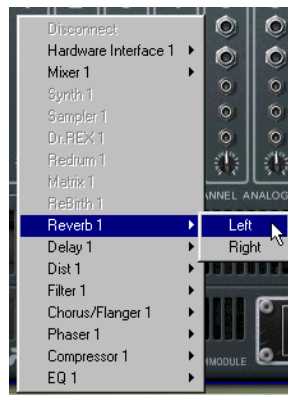 Disconnect
Hardware Interface 1
Mixer 1
Synth 1
Sampler 1
Dr.REX 1
Redrum 1
Matrix 1
ReBirth 1
NNEL ANALOG
Reverb 1
Left
Delay 1
Right
Dist 1
Filter 1
Chorus/Flanger 1
Phaser 1
Compressor 1
MMODULE
EQ 1